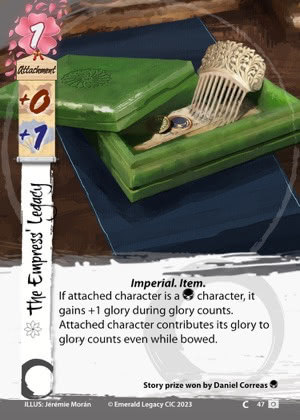 1
Attachment
+0
+1
The Empress' Legacy
Imperial. Item.
If attached character is a character, it
gains +1 glory during glory counts.
Attached character contributes its glory to
glory counts even while bowed.
Story prize won by Daniel Correas
ILLUS: Jérémie Morán © Emerald Legacy CIC 2023 C 47